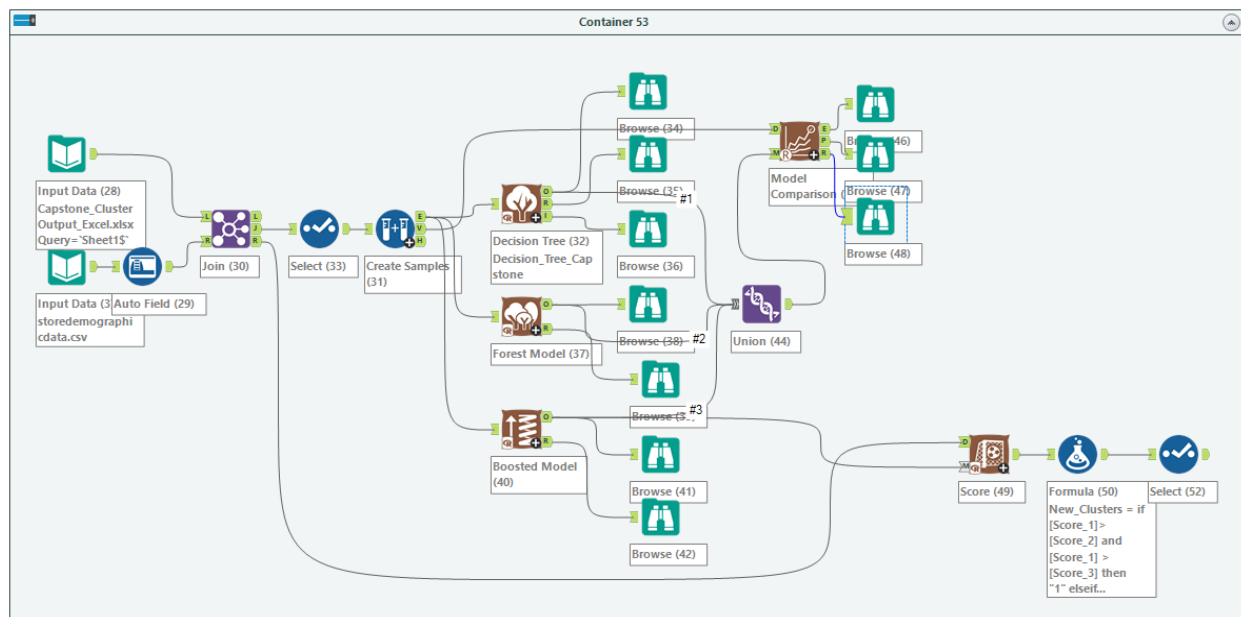 Container 53
Input Data (28)
Capstone_Cluster
Output_Excel.xlsx
Query=`Sheet1$`
Input Data (3
storedemographi
cdata.csv
Auto Field (29)
L
R
L
J
R
Join (30)
Select (33)
E
V
H
Create Samples
(31)
O
R
I
Decision Tree (32)
Decision_Tree_Cap
stone
O
R
Forest Model (37)
O
R
Boosted Model
(40)
Browse (34)
Browse (35)
#1
Browse (36)
Browse (38)
#2
#3
Browse (3
Browse (41)
Browse (42)
Union (44)
D
M
R
E
P
R
Model
Comparison (
46)
Browse (47)
Browse (48)
D
M
Score (49)
Formula (50)
New_Clusters = if
[Score_1]>
[Score_2] and
[Score_1] >
[Score_3] then
"1" elseif...
Select (52)